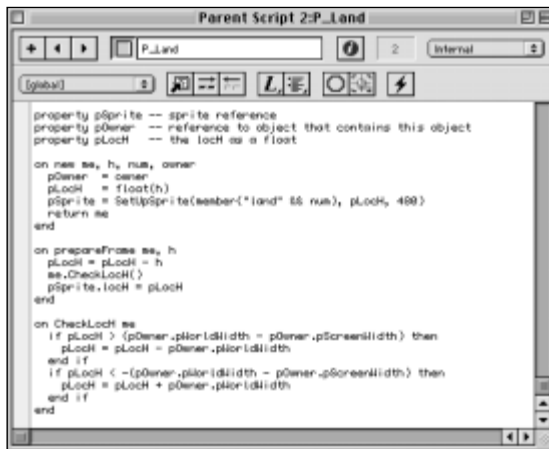 Parent Script 2:P_Land
P_Land
2
Internal
[global]
L
property pSprite -- sprite reference
property pOwner -- reference to object that contains this object
property pLocH -- the locH as a float
on new me, h, num, owner
pOwner = owner
pLocH = float(h)
pSprite = SetUpSprite(member("land" && num), pLocH, 400)
return me
end
on prepareFrame me, h
pLocH = pLocH - h
me.CheckLocH()
pSprite.locH = pLocH
end
on CheckLocH me
if pLocH > (pOwner.pWorldWidth - pOwner.pScreenWidth) then
pLocH = pLocH - pOwner.pWorldWidth
end if
if pLocH < -(pOwner.pWorldWidth - pOwner.pScreenWidth) then
pLocH = pLocH + pOwner.pWorldWidth
end if
end